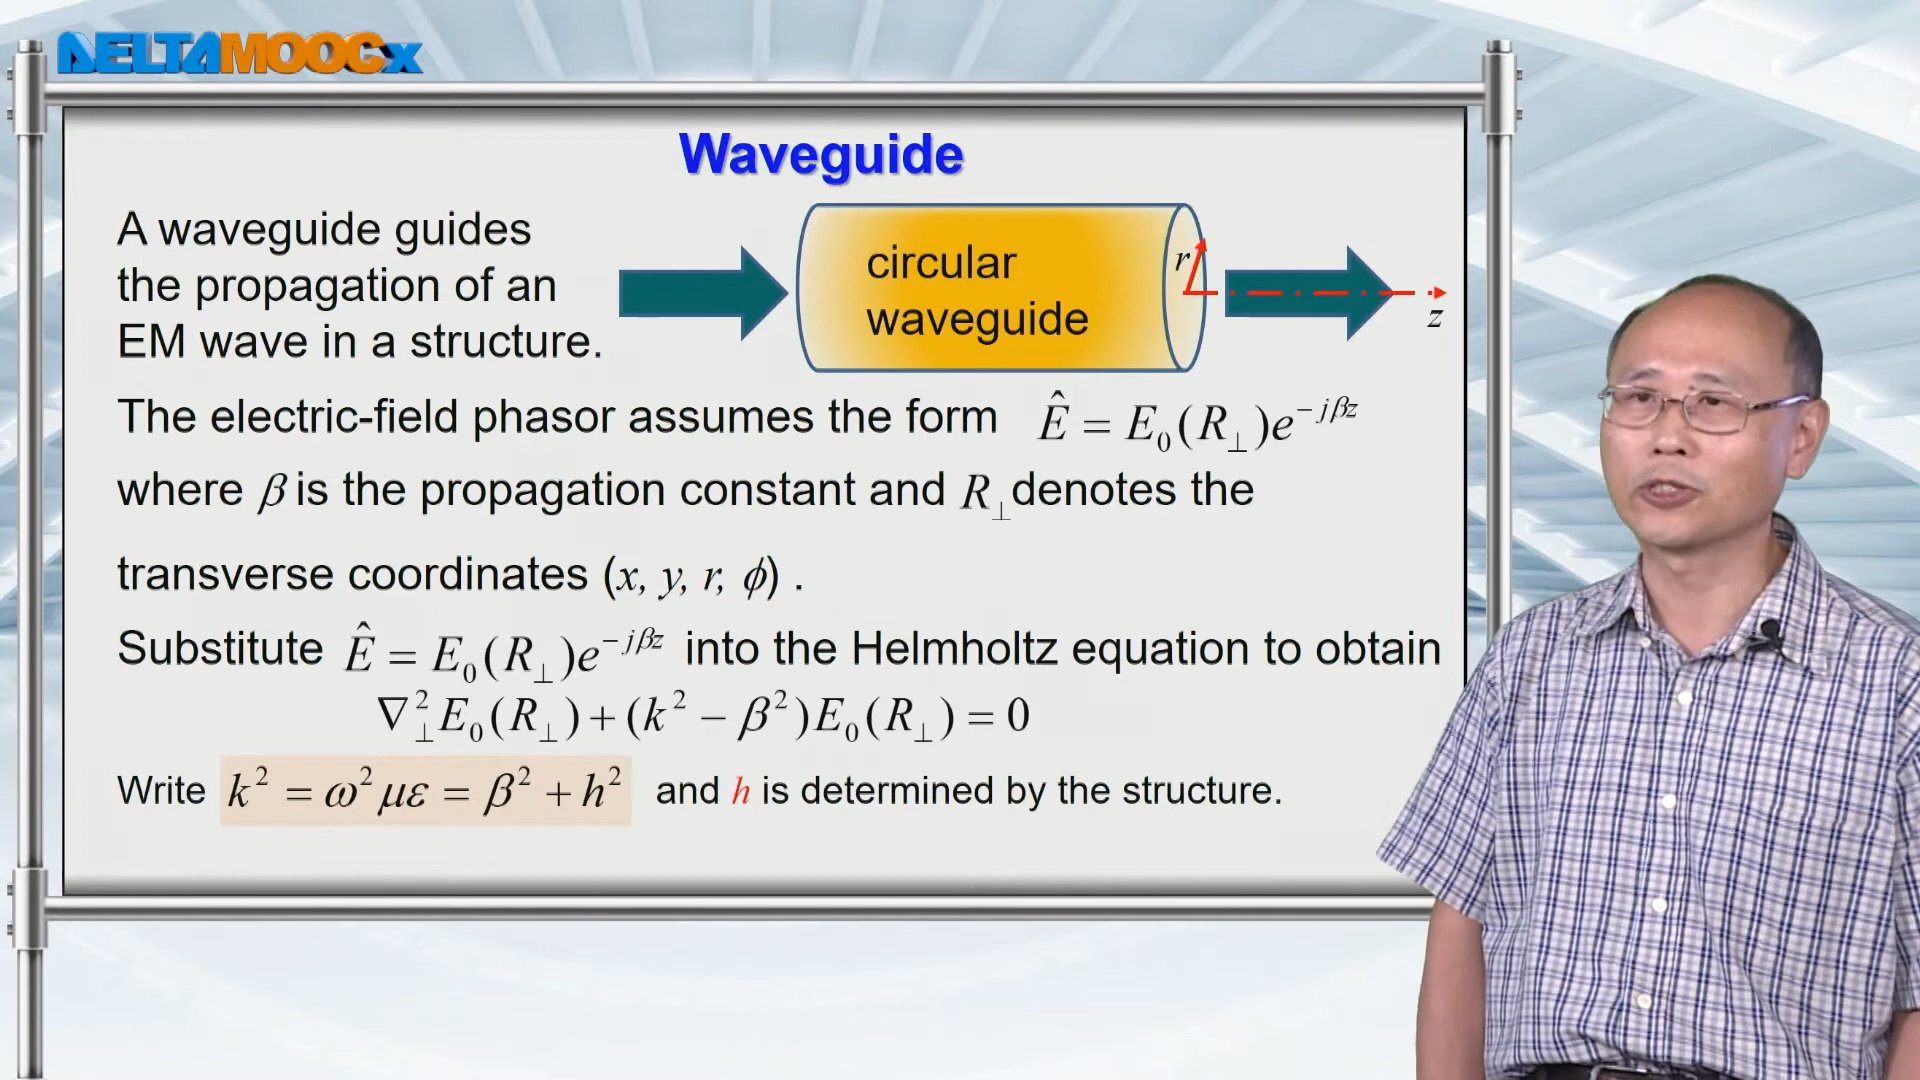 DELTAMOOCx
Waveguide
A waveguide guides
the propagation of an
EM wave in a structure.
circular
waveguide
r
z
The electric-field phasor assumes the form Ê = E₀(R⊥)e^{−jβz}
where β is the propagation constant and R⊥ denotes the
transverse coordinates (x, y, r, ϕ) .
Substitute Ê = E₀(R⊥)e^{−jβz} into the Helmholtz equation to obtain
∇⊥²E₀(R⊥) + (k² − β²)E₀(R⊥) = 0
Write k² = ω²με = β² + h² and h is determined by the structure.